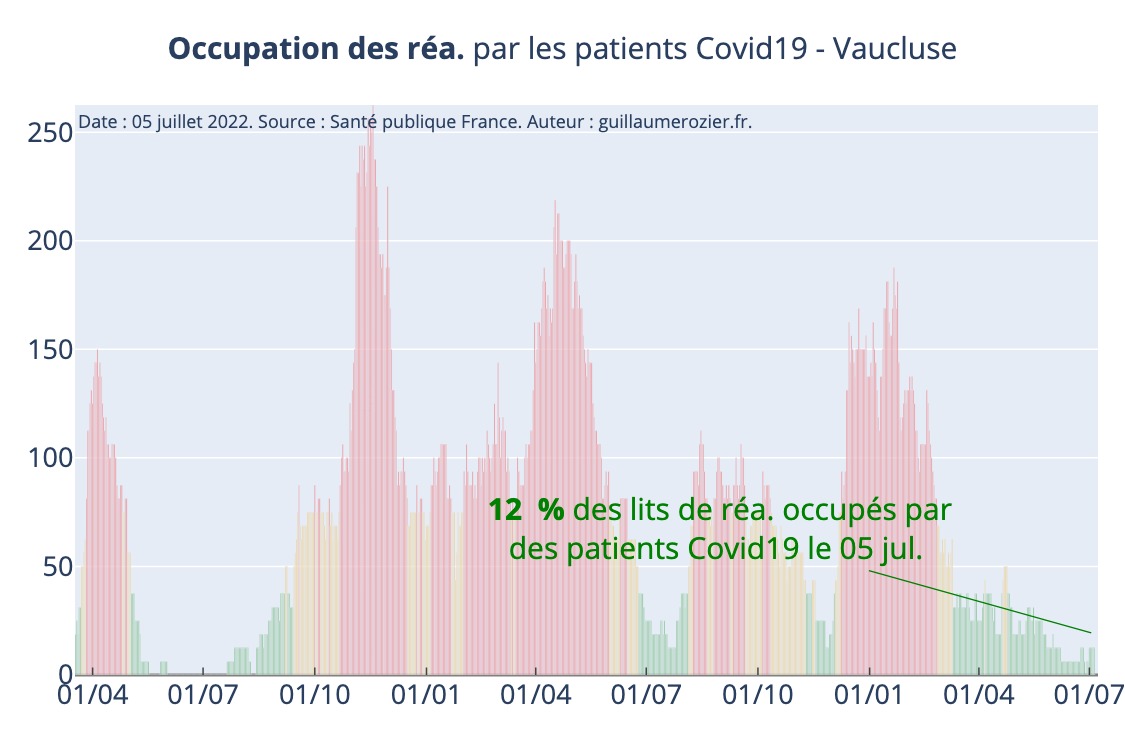 Occupation des réa. par les patients Covid19 - Vaucluse
Date : 05 juillet 2022. Source : Santé publique France. Auteur : guillaumerozier.fr.
250
200
150
100
50
0
12 % des lits de réa. occupés par
des patients Covid19 le 05 jul.
01/04 01/07 01/10 01/01 01/04 01/07 01/10 01/01 01/04 01/07